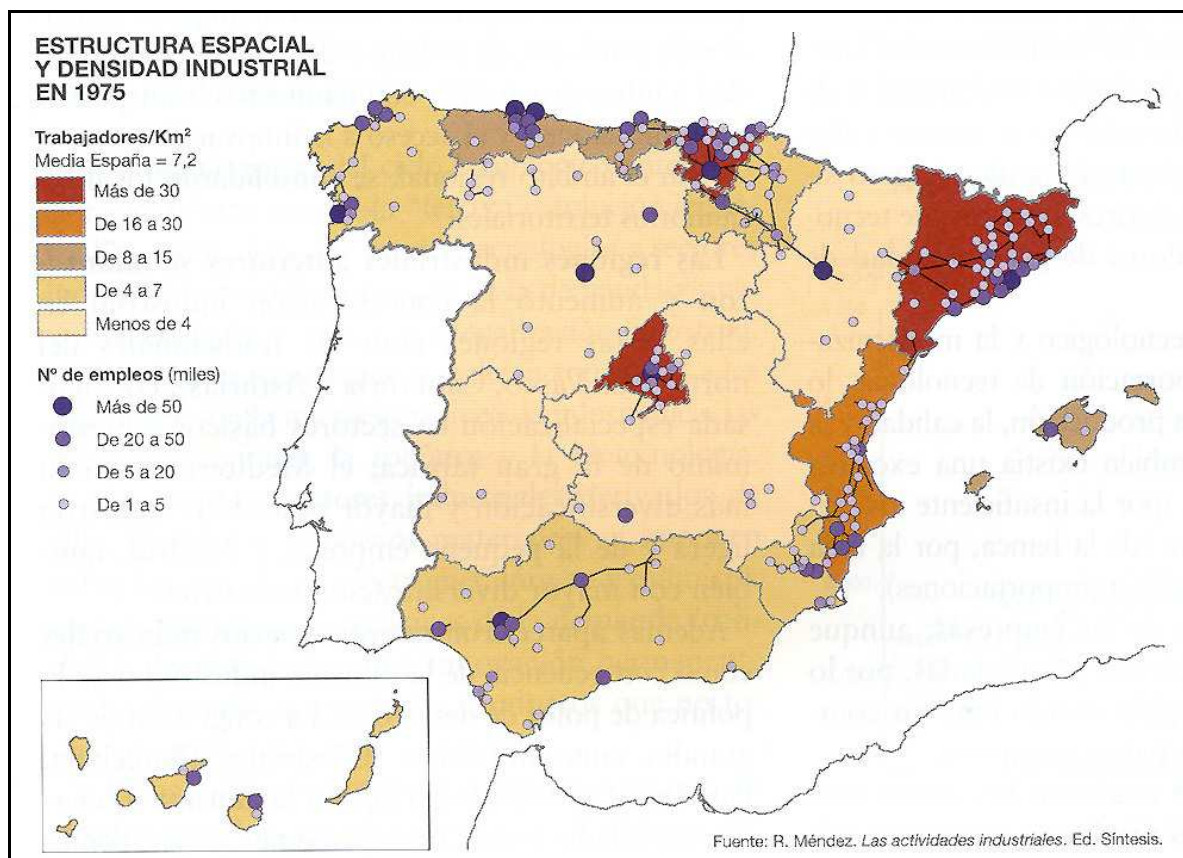 ESTRUCTURA ESPACIAL
Y DENSIDAD INDUSTRIAL
EN 1975
Trabajadores/Km²
Media España = 7,2
Más de 30
De 16 a 30
De 8 a 15
De 4 a 7
Menos de 4
Nº de empleos (miles)
Más de 50
De 20 a 50
De 5 a 20
De 1 a 5
Fuente: R. Méndez. Las actividades industriales. Ed. Síntesis.